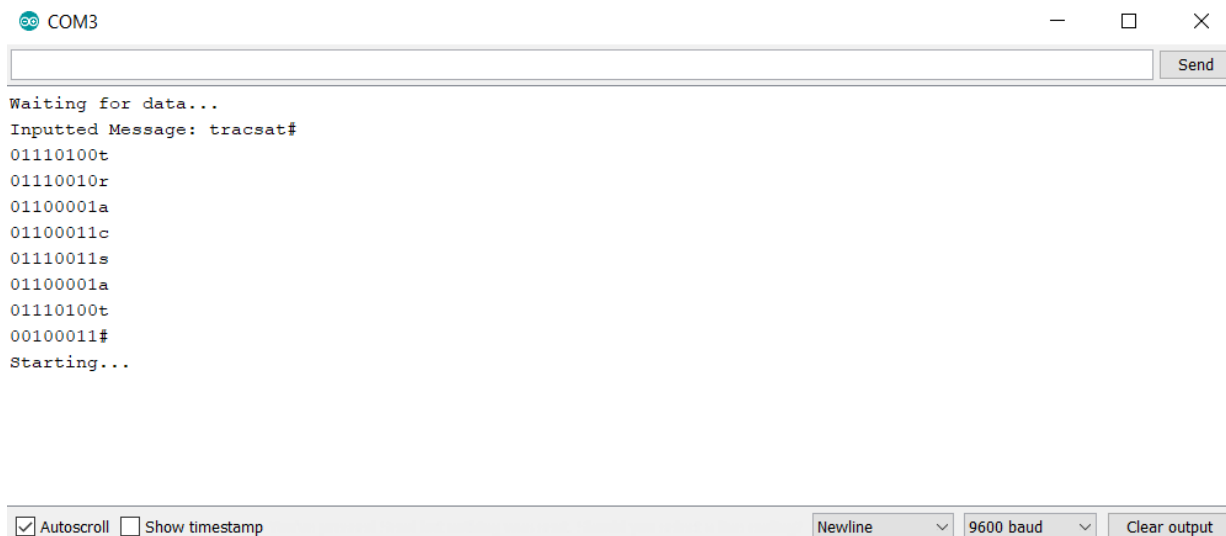 COM3
Send
Waiting for data...
Inputted Message: tracsat#
01110100t
01110010r
01100001a
01100011c
01110011s
01100001a
01110100t
00100011#
Starting...
Autoscroll Show timestamp Newline 9600 baud Clear output